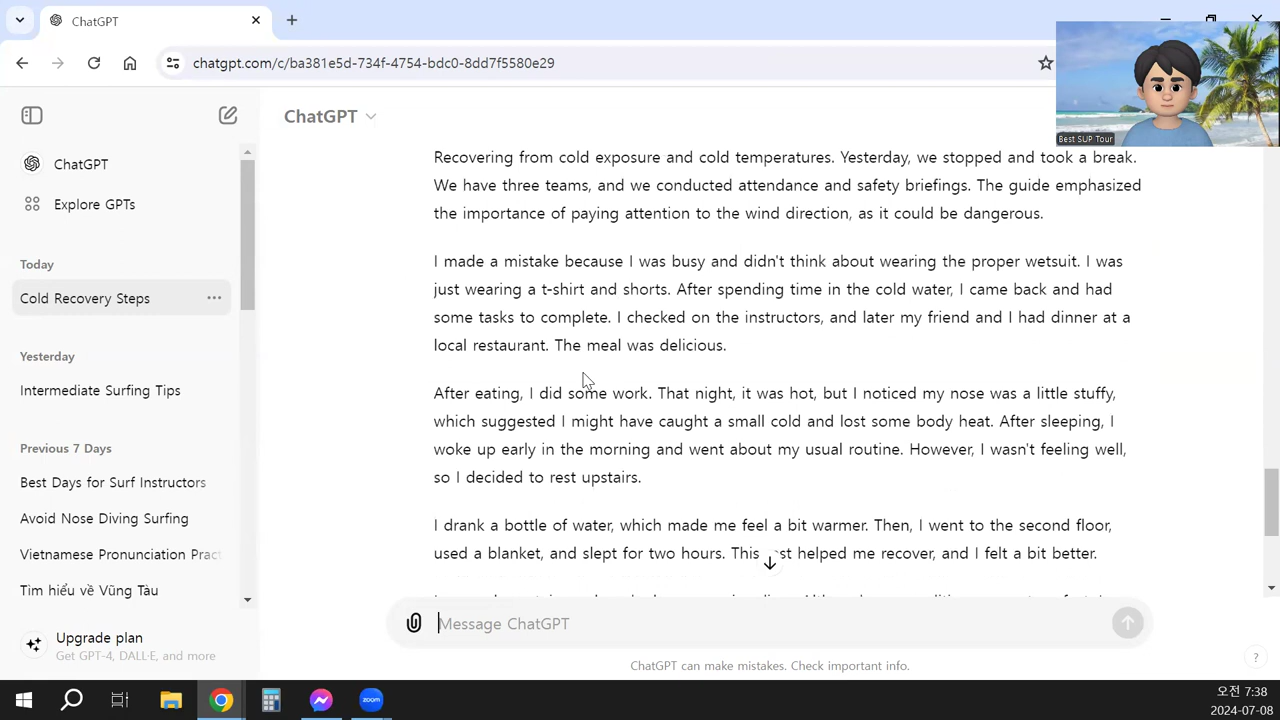 ChatGPT
chatgpt.com/c/ba381e5d-734f-4754-bdc0-8dd7f5580e29
Best SUP Tour
ChatGPT
ChatGPT
Explore GPTs
Today
Cold Recovery Steps
Yesterday
Intermediate Surfing Tips
Previous 7 Days
Best Days for Surf Instructors
Avoid Nose Diving Surfing
Vietnamese Pronunciation Pract
Tìm hiểu về Vũng Tàu
Upgrade plan
Get GPT-4, DALL·E, and more
Recovering from cold exposure and cold temperatures. Yesterday, we stopped and took a break.
We have three teams, and we conducted attendance and safety briefings. The guide emphasized
the importance of paying attention to the wind direction, as it could be dangerous.
I made a mistake because I was busy and didn't think about wearing the proper wetsuit. I was
just wearing a t-shirt and shorts. After spending time in the cold water, I came back and had
some tasks to complete. I checked on the instructors, and later my friend and I had dinner at a
local restaurant. The meal was delicious.
After eating, I did some work. That night, it was hot, but I noticed my nose was a little stuffy,
which suggested I might have caught a small cold and lost some body heat. After sleeping, I
woke up early in the morning and went about my usual routine. However, I wasn't feeling well,
so I decided to rest upstairs.
I drank a bottle of water, which made me feel a bit warmer. Then, I went to the second floor,
used a blanket, and slept for two hours. This helped me recover, and I felt a bit better.
Message ChatGPT
ChatGPT can make mistakes. Check important info.
?
zoom
오전 7:38
2024-07-08